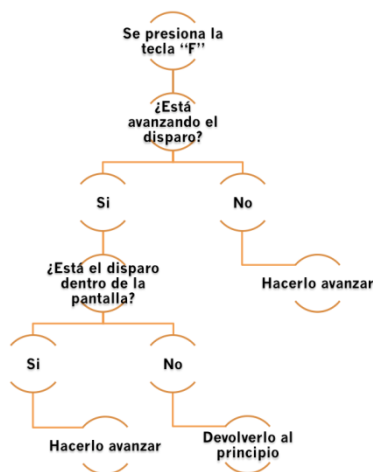 Se presiona la
tecla “F”
¿Está
avanzando el
disparo?
Si
No
¿Está el disparo
dentro de la
pantalla?
Hacerlo avanzar
Si
No
Hacerlo avanzar
Devolverlo al
principio